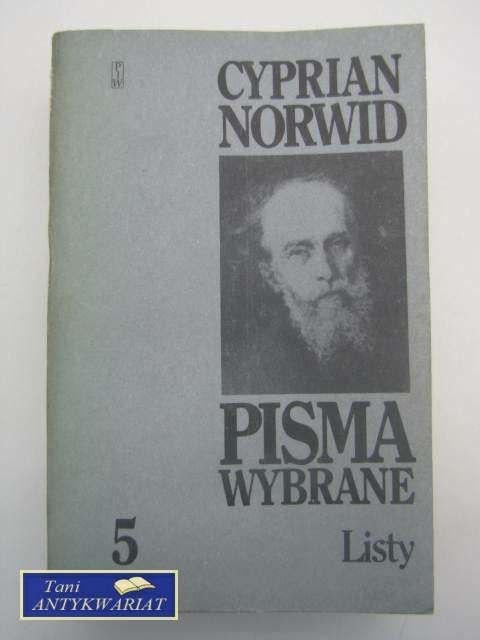 PIW
CYPRIAN
NORWID
PISMA
WYBRANE
5
Listy
Tani
ANTYKWARIAT